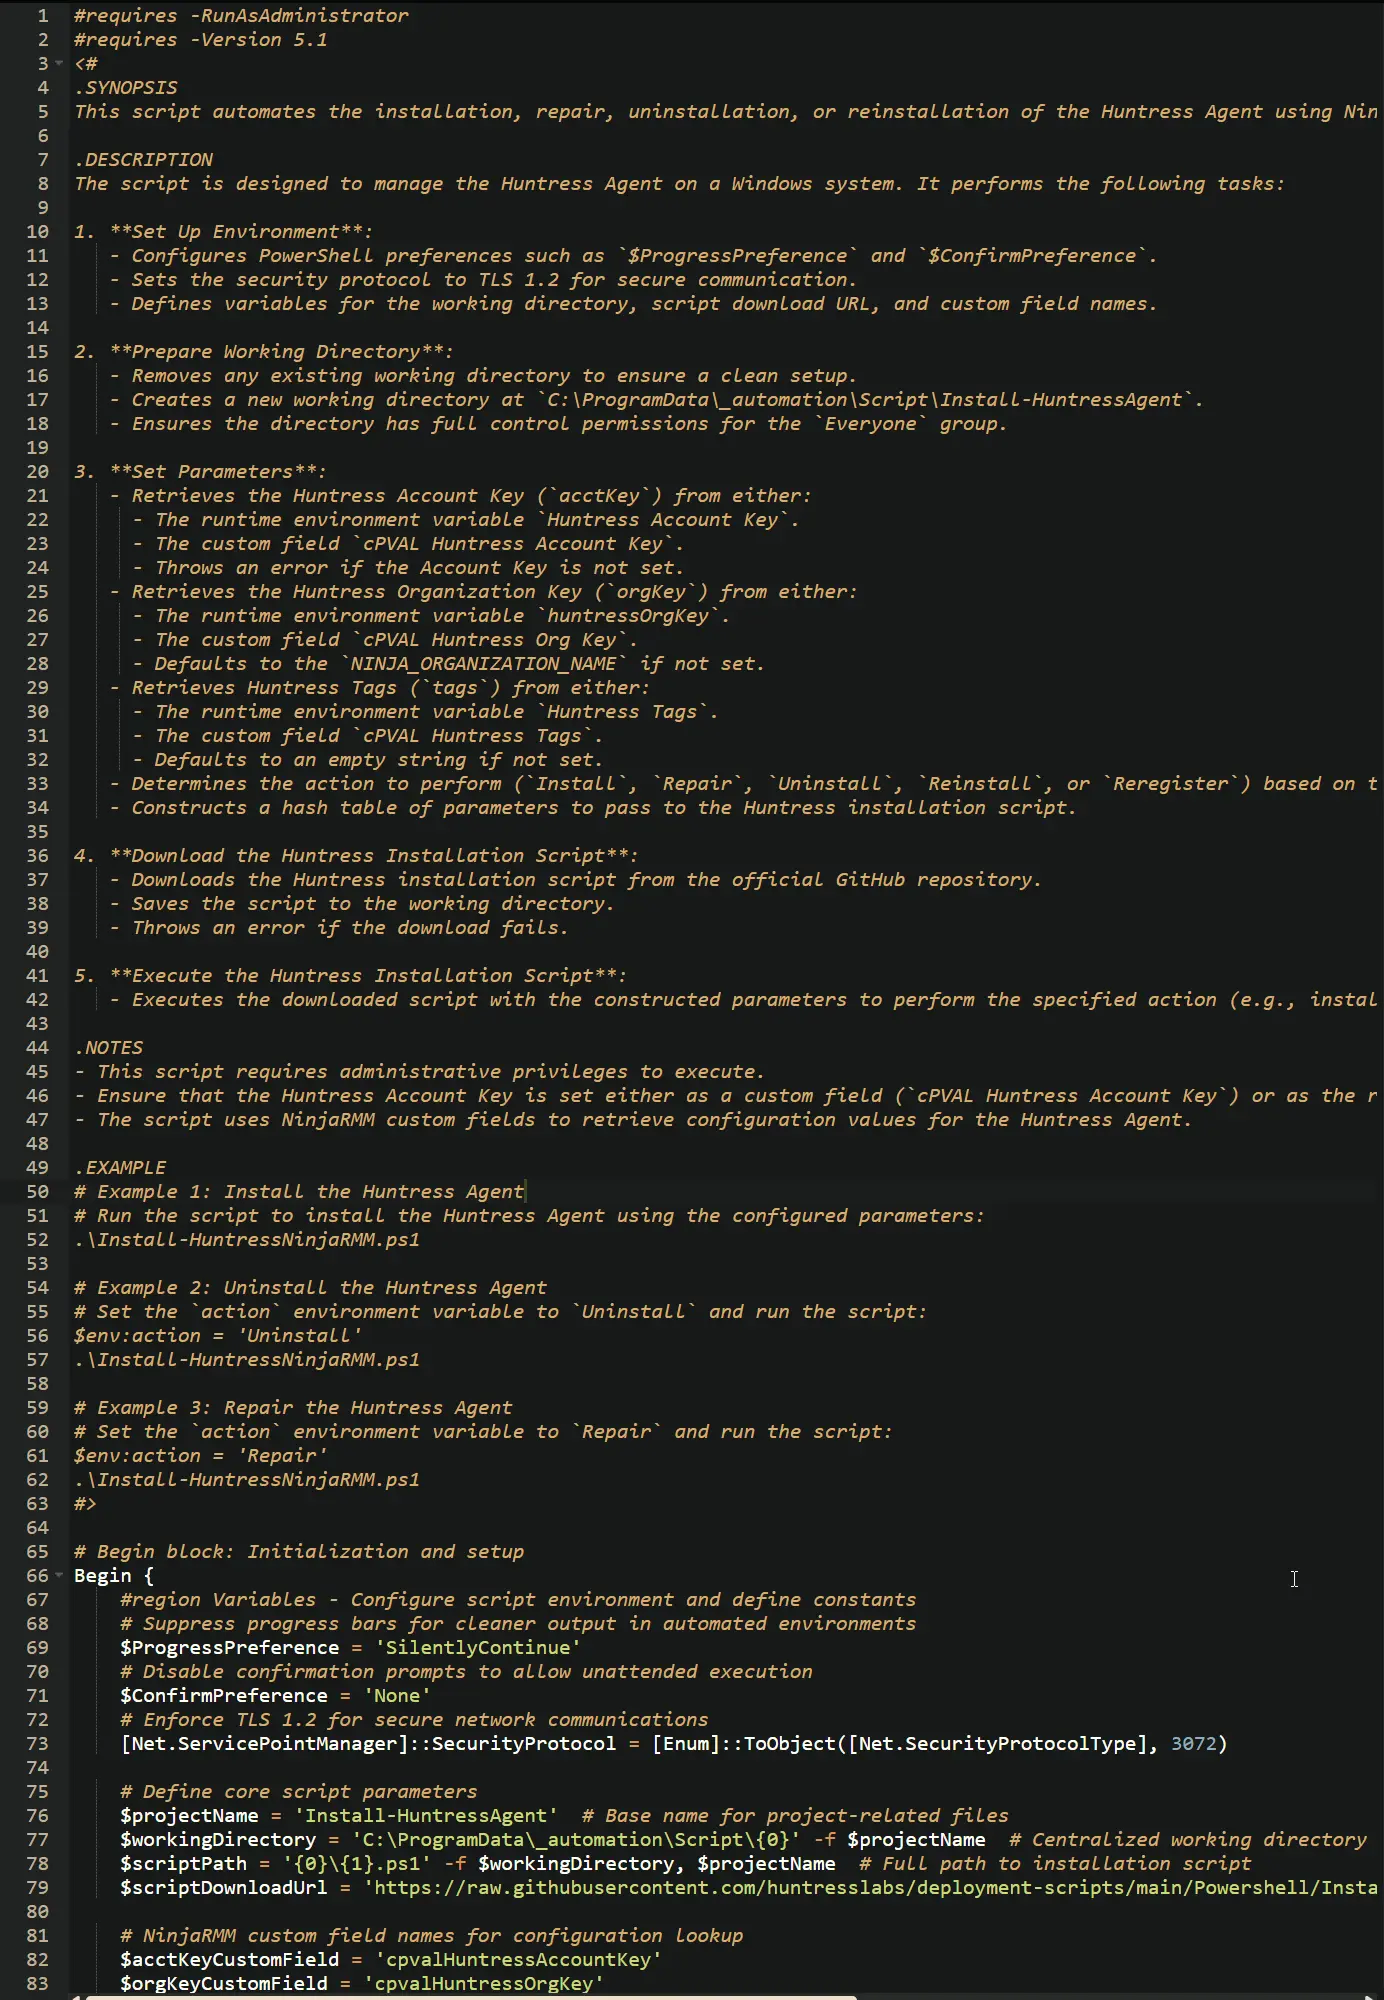 1 #requires -RunAsAdministrator
2 #requires -Version 5.1
3 <#
4 .SYNOPSIS
5 This script automates the installation, repair, uninstallation, or reinstallation of the Huntress Agent using Nin
6
7 .DESCRIPTION
8 The script is designed to manage the Huntress Agent on a Windows system. It performs the following tasks:
9
10 1. **Set Up Environment**:
11    - Configures PowerShell preferences such as `$ProgressPreference` and `$ConfirmPreference`.
12    - Sets the security protocol to TLS 1.2 for secure communication.
13    - Defines variables for the working directory, script download URL, and custom field names.
14
15 2. **Prepare Working Directory**:
16    - Removes any existing working directory to ensure a clean setup.
17    - Creates a new working directory at `C:\ProgramData\_automation\Script\Install-HuntressAgent`.
18    - Ensures the directory has full control permissions for the `Everyone` group.
19
20 3. **Set Parameters**:
21    - Retrieves the Huntress Account Key (`acctKey`) from either:
22      - The runtime environment variable `Huntress Account Key`.
23      - The custom field `cPVAL Huntress Account Key`.
24      - Throws an error if the Account Key is not set.
25    - Retrieves the Huntress Organization Key (`orgKey`) from either:
26      - The runtime environment variable `huntressOrgKey`.
27      - The custom field `cPVAL Huntress Org Key`.
28      - Defaults to the `NINJA_ORGANIZATION_NAME` if not set.
29    - Retrieves Huntress Tags (`tags`) from either:
30      - The runtime environment variable `Huntress Tags`.
31      - The custom field `cPVAL Huntress Tags`.
32      - Defaults to an empty string if not set.
33    - Determines the action to perform (`Install`, `Repair`, `Uninstall`, `Reinstall`, or `Reregister`) based on t
34    - Constructs a hash table of parameters to pass to the Huntress installation script.
35
36 4. **Download the Huntress Installation Script**:
37    - Downloads the Huntress installation script from the official GitHub repository.
38    - Saves the script to the working directory.
39    - Throws an error if the download fails.
40
41 5. **Execute the Huntress Installation Script**:
42    - Executes the downloaded script with the constructed parameters to perform the specified action (e.g., instal
43
44 .NOTES
45 - This script requires administrative privileges to execute.
46 - Ensure that the Huntress Account Key is set either as a custom field (`cPVAL Huntress Account Key`) or as the r
47 - The script uses NinjaRMM custom fields to retrieve configuration values for the Huntress Agent.
48
49 .EXAMPLE
50 # Example 1: Install the Huntress Agent
51 # Run the script to install the Huntress Agent using the configured parameters:
52 .\Install-HuntressNinjaRMM.ps1
53
54 # Example 2: Uninstall the Huntress Agent
55 # Set the `action` environment variable to `Uninstall` and run the script:
56 $env:action = 'Uninstall'
57 .\Install-HuntressNinjaRMM.ps1
58
59 # Example 3: Repair the Huntress Agent
60 # Set the `action` environment variable to `Repair` and run the script:
61 $env:action = 'Repair'
62 .\Install-HuntressNinjaRMM.ps1
63 #>
64
65 # Begin block: Initialization and setup
66 Begin {
67     #region Variables - Configure script environment and define constants
68     # Suppress progress bars for cleaner output in automated environments
69     $ProgressPreference = 'SilentlyContinue'
70     # Disable confirmation prompts to allow unattended execution
71     $ConfirmPreference = 'None'
72     # Enforce TLS 1.2 for secure network communications
73     [Net.ServicePointManager]::SecurityProtocol = [Enum]::ToObject([Net.SecurityProtocolType], 3072)
74
75     # Define core script parameters
76     $projectName = 'Install-HuntressAgent'  # Base name for project-related files
77     $workingDirectory = 'C:\ProgramData\_automation\Script\{0}' -f $projectName  # Centralized working directory
78     $scriptPath = '{0}\{1}.ps1' -f $workingDirectory, $projectName  # Full path to installation script
79     $scriptDownloadUrl = 'https://raw.githubusercontent.com/huntresslabs/deployment-scripts/main/Powershell/Insta
80
81     # NinjaRMM custom field names for configuration lookup
82     $acctKeyCustomField = 'cpvalHuntressAccountKey'
83     $orgKeyCustomField = 'cpvalHuntressOrgKey'